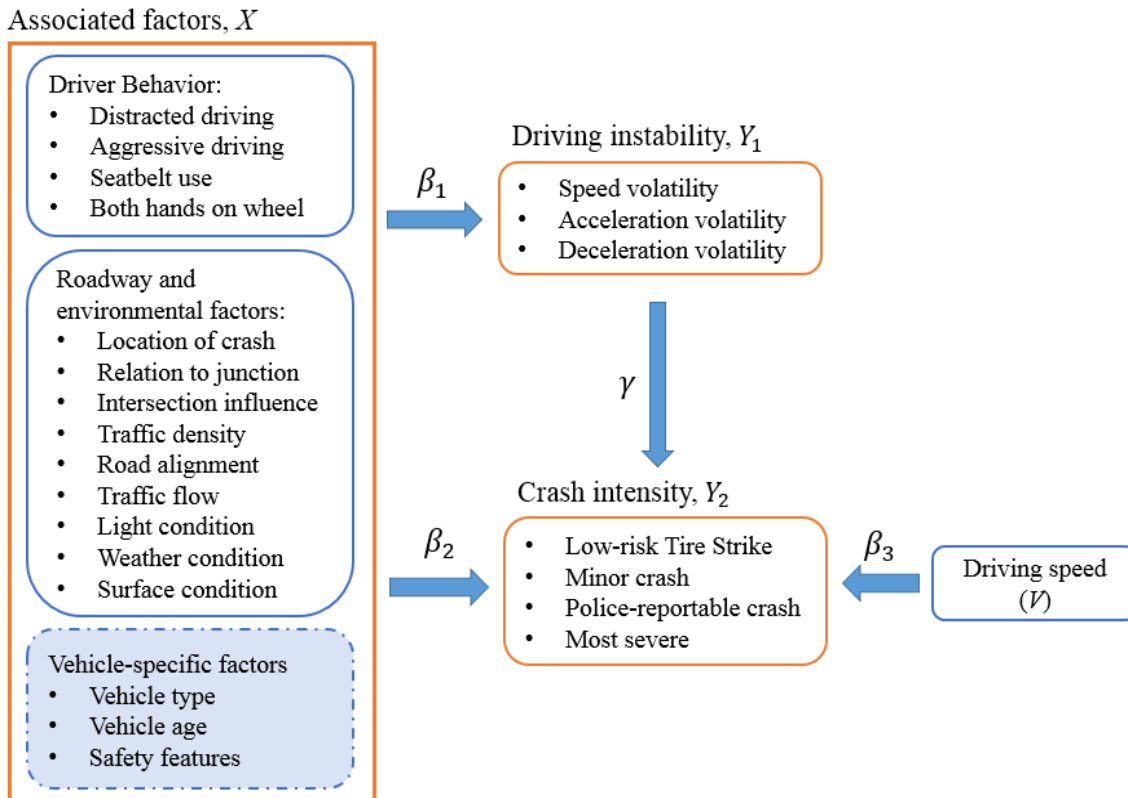 Associated factors, X
Driver Behavior:
• Distracted driving
• Aggressive driving
• Seatbelt use
• Both hands on wheel
Roadway and
environmental factors:
• Location of crash
• Relation to junction
• Intersection influence
• Traffic density
• Road alignment
• Traffic flow
• Light condition
• Weather condition
• Surface condition
Vehicle-specific factors
• Vehicle type
• Vehicle age
• Safety features
β₁
Driving instability, Y₁
• Speed volatility
• Acceleration volatility
• Deceleration volatility
γ
β₂
Crash intensity, Y₂
• Low-risk Tire Strike
• Minor crash
• Police-reportable crash
• Most severe
β₃
Driving speed
(V)